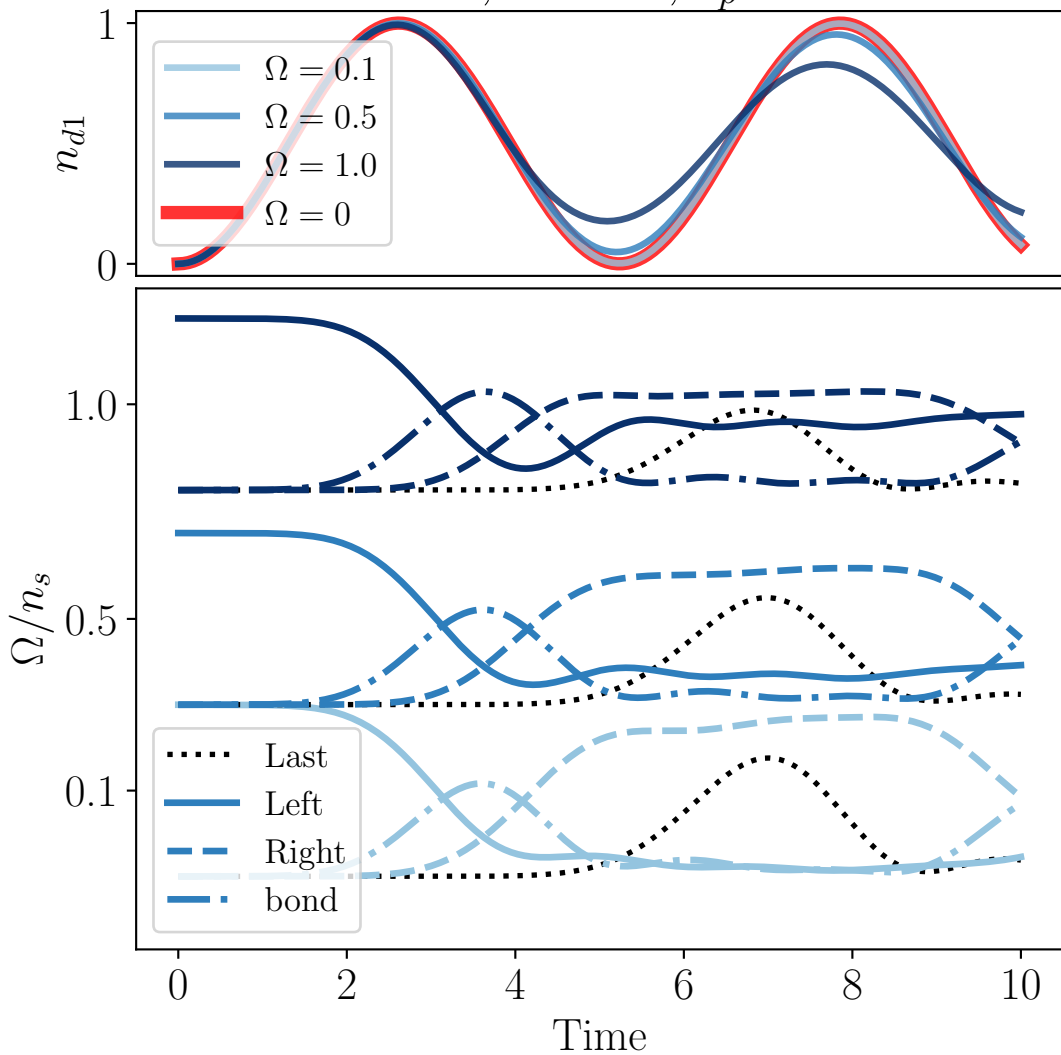 1
0
n_{d1}
Ω = 0.1
Ω = 0.5
Ω = 1.0
Ω = 0
1.0
0.5
0.1
Ω/n_s
Last
Left
Right
bond
0 2 4 6 8 10
Time